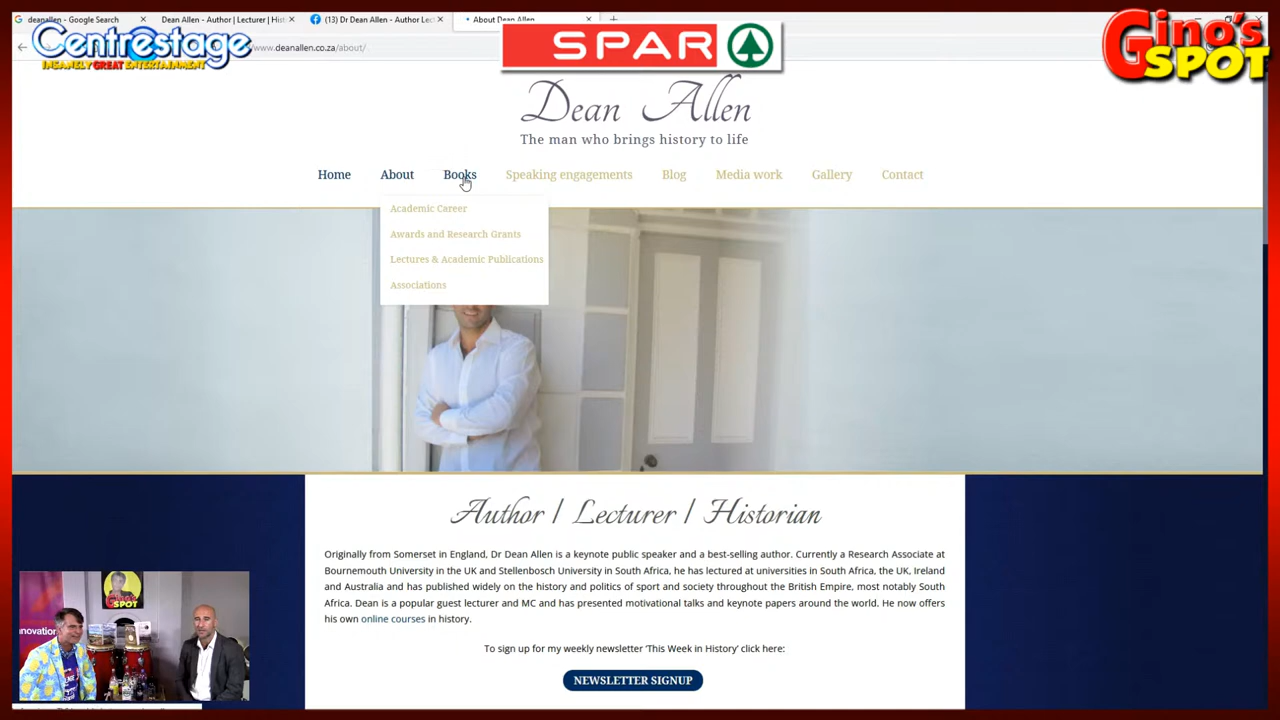 deanallen - Google Search
Dean Allen - Author | Lecturer | Hist
(13) Dr Dean Allen - Author Lec
About Dean Allen
Centrestage
INSANELY GREAT ENTERTAINMENT
www.deanallen.co.za/about/
SPAR
Gino's
SPOT
Dean Allen
The man who brings history to life
Home About Books Speaking engagements Blog Media work Gallery Contact
Academic Career
Awards and Research Grants
Lectures & Academic Publications
Associations
Author | Lecturer | Historian
Originally from Somerset in England, Dr Dean Allen is a keynote public speaker and a best-selling author. Currently a Research Associate at
Bournemouth University in the UK and Stellenbosch University in South Africa, he has lectured at universities in South Africa, the UK, Ireland
and Australia and has published widely on the history and politics of sport and society throughout the British Empire, most notably South
Africa. Dean is a popular guest lecturer and MC and has presented motivational talks and keynote papers around the world. He now offers
his own online courses in history.
To sign up for my weekly newsletter 'This Week in History' click here:
NEWSLETTER SIGNUP
Gino's
SPOT
nnovation